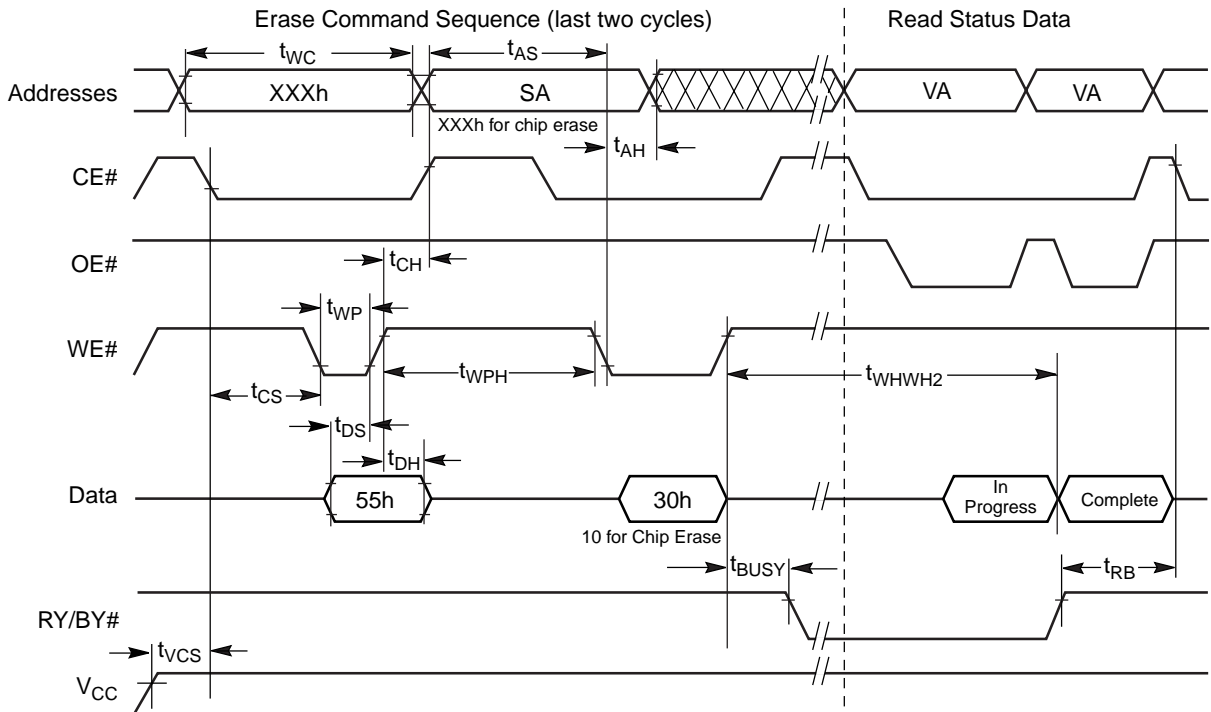 Erase Command Sequence (last two cycles)
Read Status Data
tWC
tAS
Addresses
XXXh
SA
VA
VA
XXXh for chip erase
tAH
CE#
OE#
tCH
tWP
WE#
tWPH
tWHWH2
tCS
tDS
tDH
Data
55h
30h
In
Progress
Complete
10 for Chip Erase
tBUSY
tRB
RY/BY#
tVCS
VCC